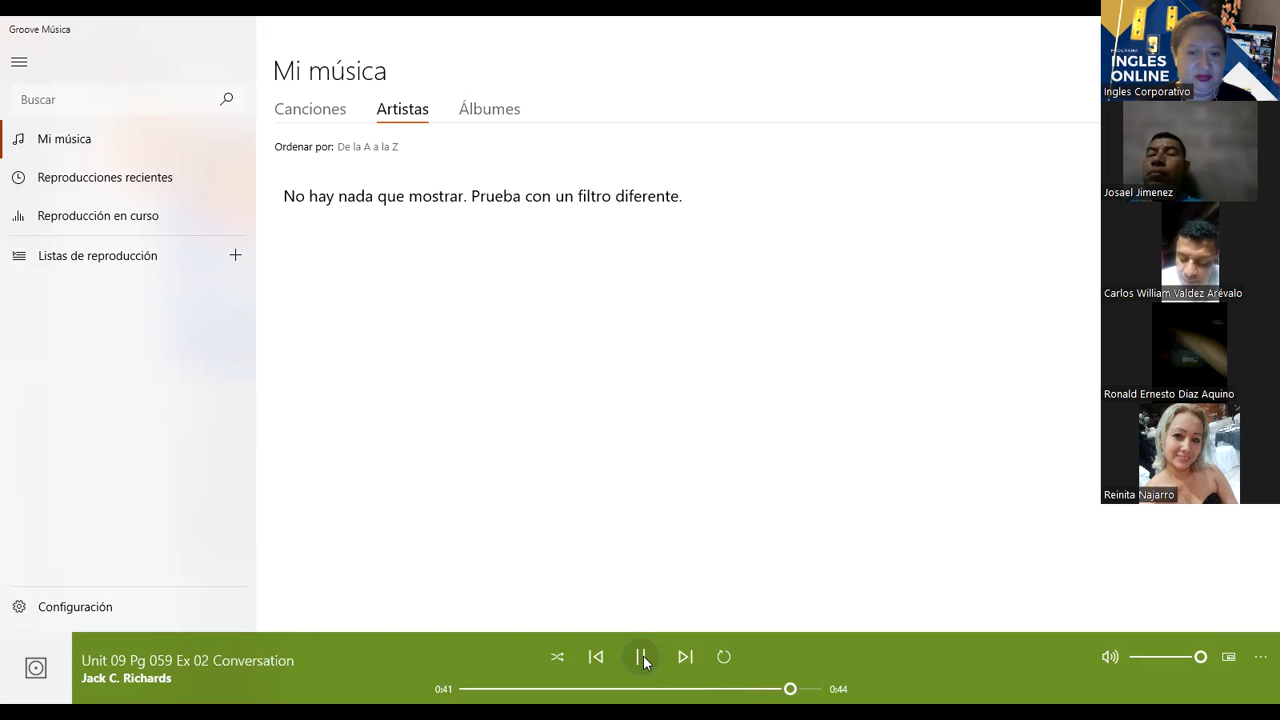 Groove Música
Buscar
Mi música
Reproducciones recientes
Reproducción en curso
Listas de reproducción
Configuración
Mi música
Canciones
Artistas
Álbumes
Ordenar por: De la A a la Z
No hay nada que mostrar. Prueba con un filtro diferente.
PROGRAMA
INGLÉS
ONLINE
Ingles Corporativo
Josael Jimenez
Carlos William Valdez Arévalo
Ronald Ernesto Diaz Aquino
Reinita Najarro
Unit 09 Pg 059 Ex 02 Conversation
Jack C. Richards
0:41
0:44